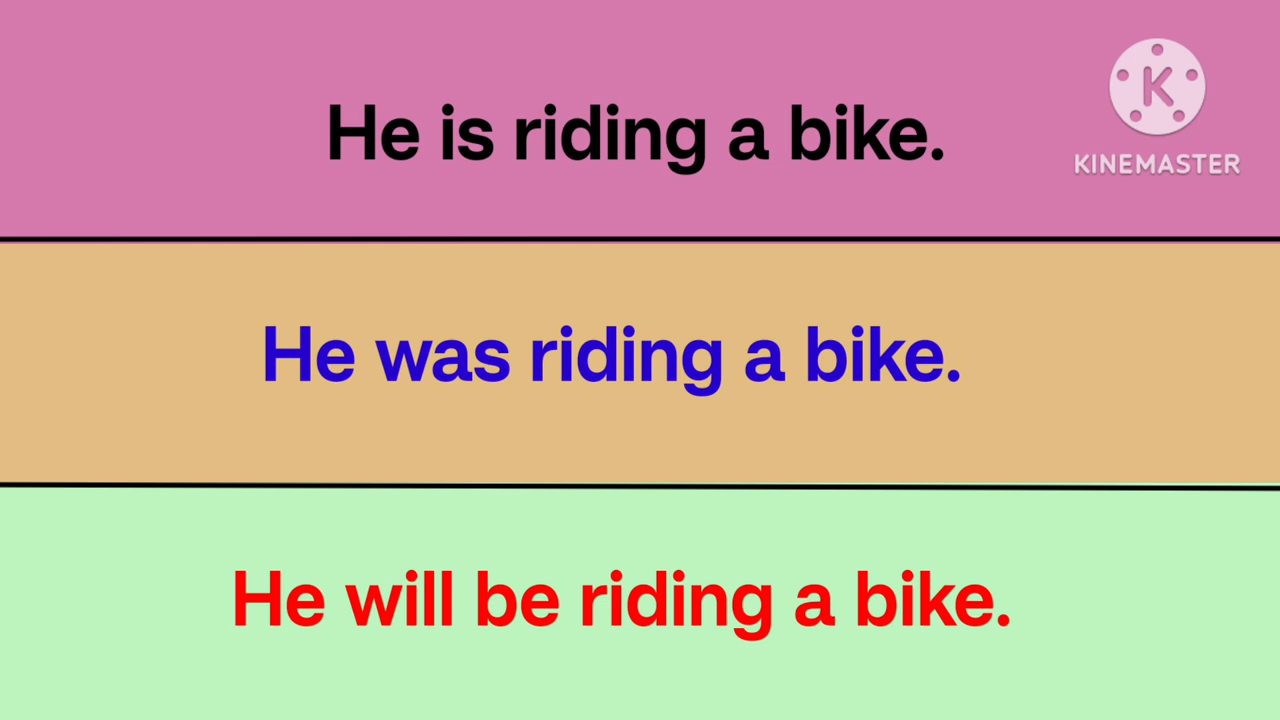 He is riding a bike.
KINEMASTER
He was riding a bike.
He will be riding a bike.